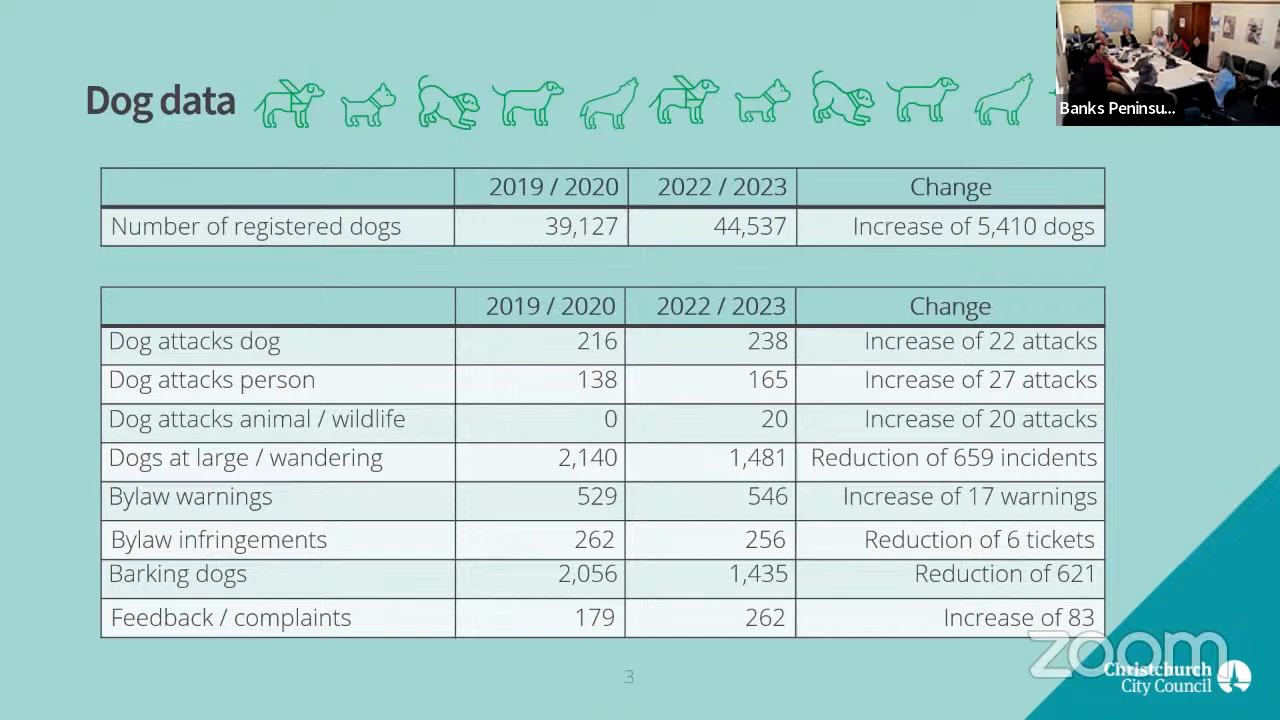 Dog data
Banks Peninsu...
2019 / 2020 2022 / 2023 Change
Number of registered dogs 39,127 44,537 Increase of 5,410 dogs
2019 / 2020 2022 / 2023 Change
Dog attacks dog 216 238 Increase of 22 attacks
Dog attacks person 138 165 Increase of 27 attacks
Dog attacks animal / wildlife 0 20 Increase of 20 attacks
Dogs at large / wandering 2,140 1,481 Reduction of 659 incidents
Bylaw warnings 529 546 Increase of 17 warnings
Bylaw infringements 262 256 Reduction of 6 tickets
Barking dogs 2,056 1,435 Reduction of 621
Feedback / complaints 179 262 Increase of 83
zoom
Christchurch
City Council
3